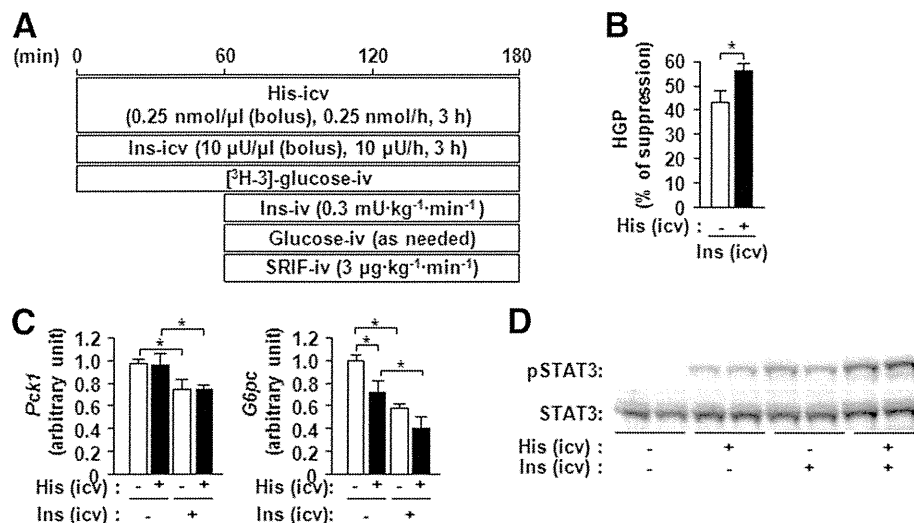 A
(min) 0 60 120 180
His-icv
(0.25 nmol/µl (bolus), 0.25 nmol/h, 3 h)
Ins-icv (10 µU/µl (bolus), 10 µU/h, 3 h)
[³H-3]-glucose-iv
Ins-iv (0.3 mU·kg⁻¹·min⁻¹)
Glucose-iv (as needed)
SRIF-iv (3 µg·kg⁻¹·min⁻¹)
B
HGP
(% of suppression)
60
50
40
30
20
10
0
*
His (icv) : - +
Ins (icv)
C
Pck1
(arbitrary unit)
1.2
1.0
0.8
0.6
0.4
0.2
0
*
*
His (icv) : - + - +
Ins (icv) : - +
G6pc
(arbitrary unit)
1.2
1.0
0.8
0.6
0.4
0.2
0
*
*
*
His (icv) : - + - +
Ins (icv): - +
D
pSTAT3:
STAT3:
His (icv) : - + - +
Ins (icv) : - - + +